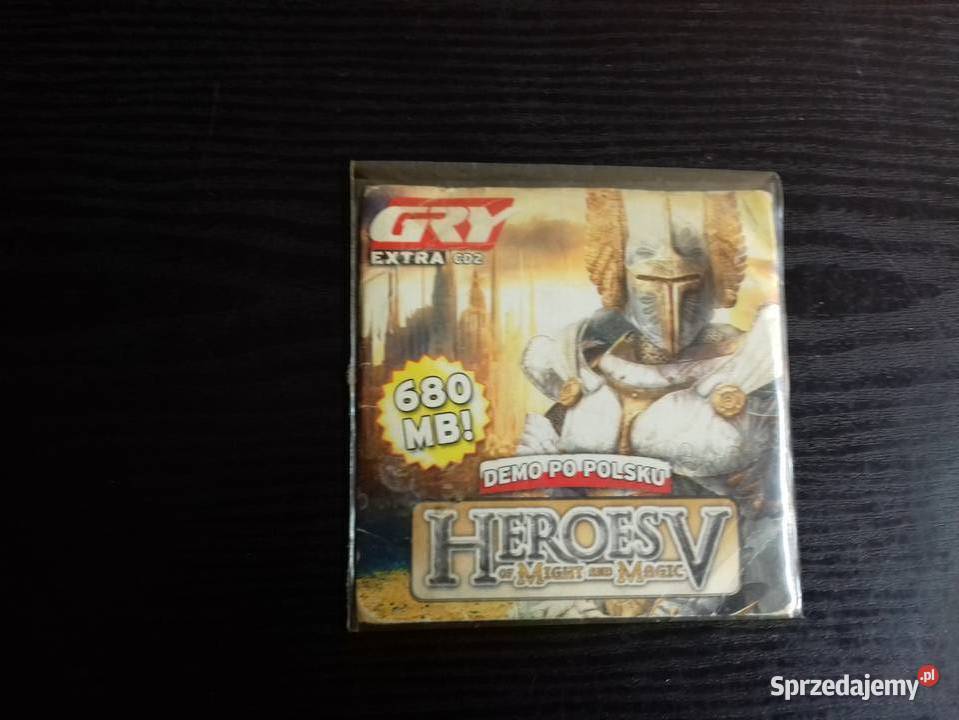 GRY
EXTRA CD2
680
MB!
DEMO PO POLSKU
HEROES V
OF MIGHT AND MAGIC
Sprzedajemy.pl